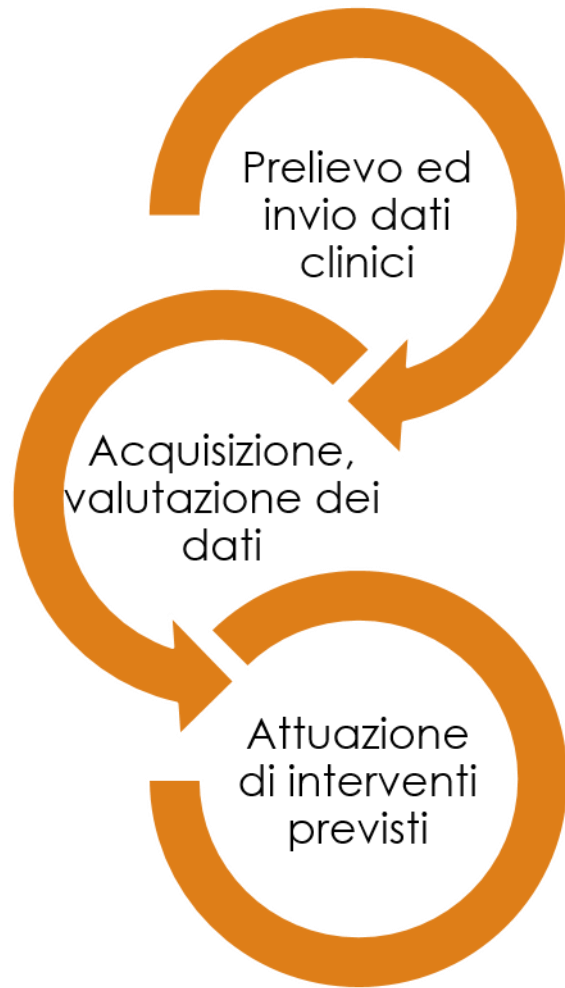 Prelievo ed
invio dati
clinici
Acquisizione,
valutazione dei
dati
Attuazione
di interventi
previsti